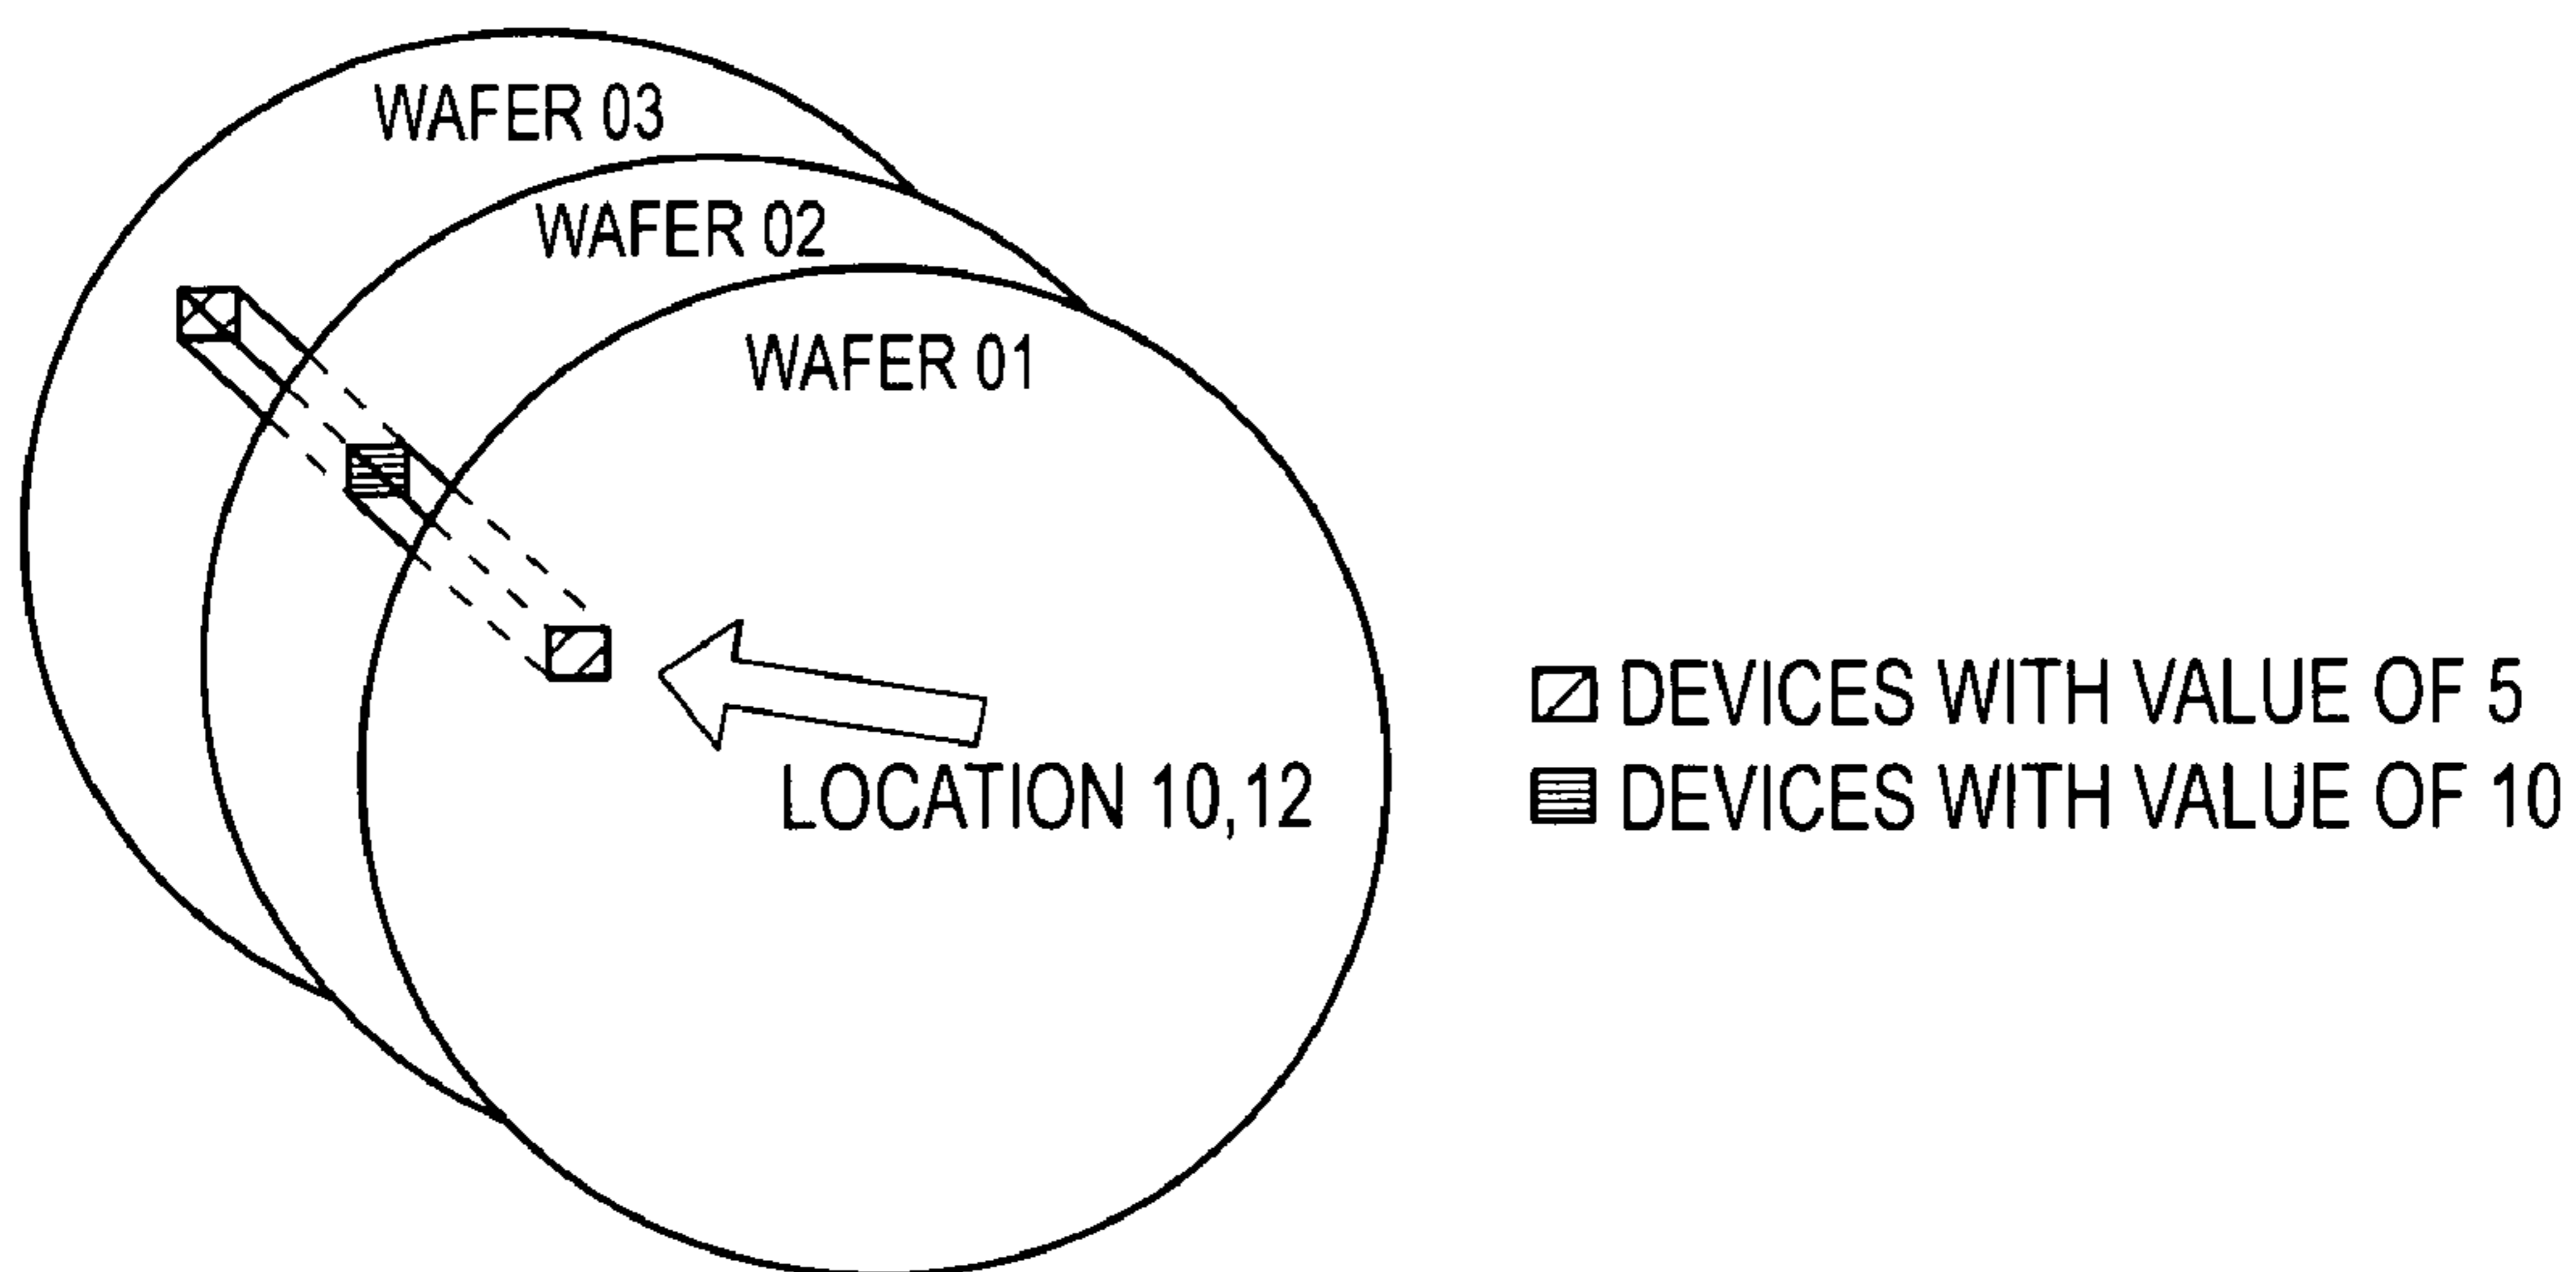 WAFER 03
WAFER 02
WAFER 01
LOCATION 10,12
DEVICES WITH VALUE OF 5
DEVICES WITH VALUE OF 10